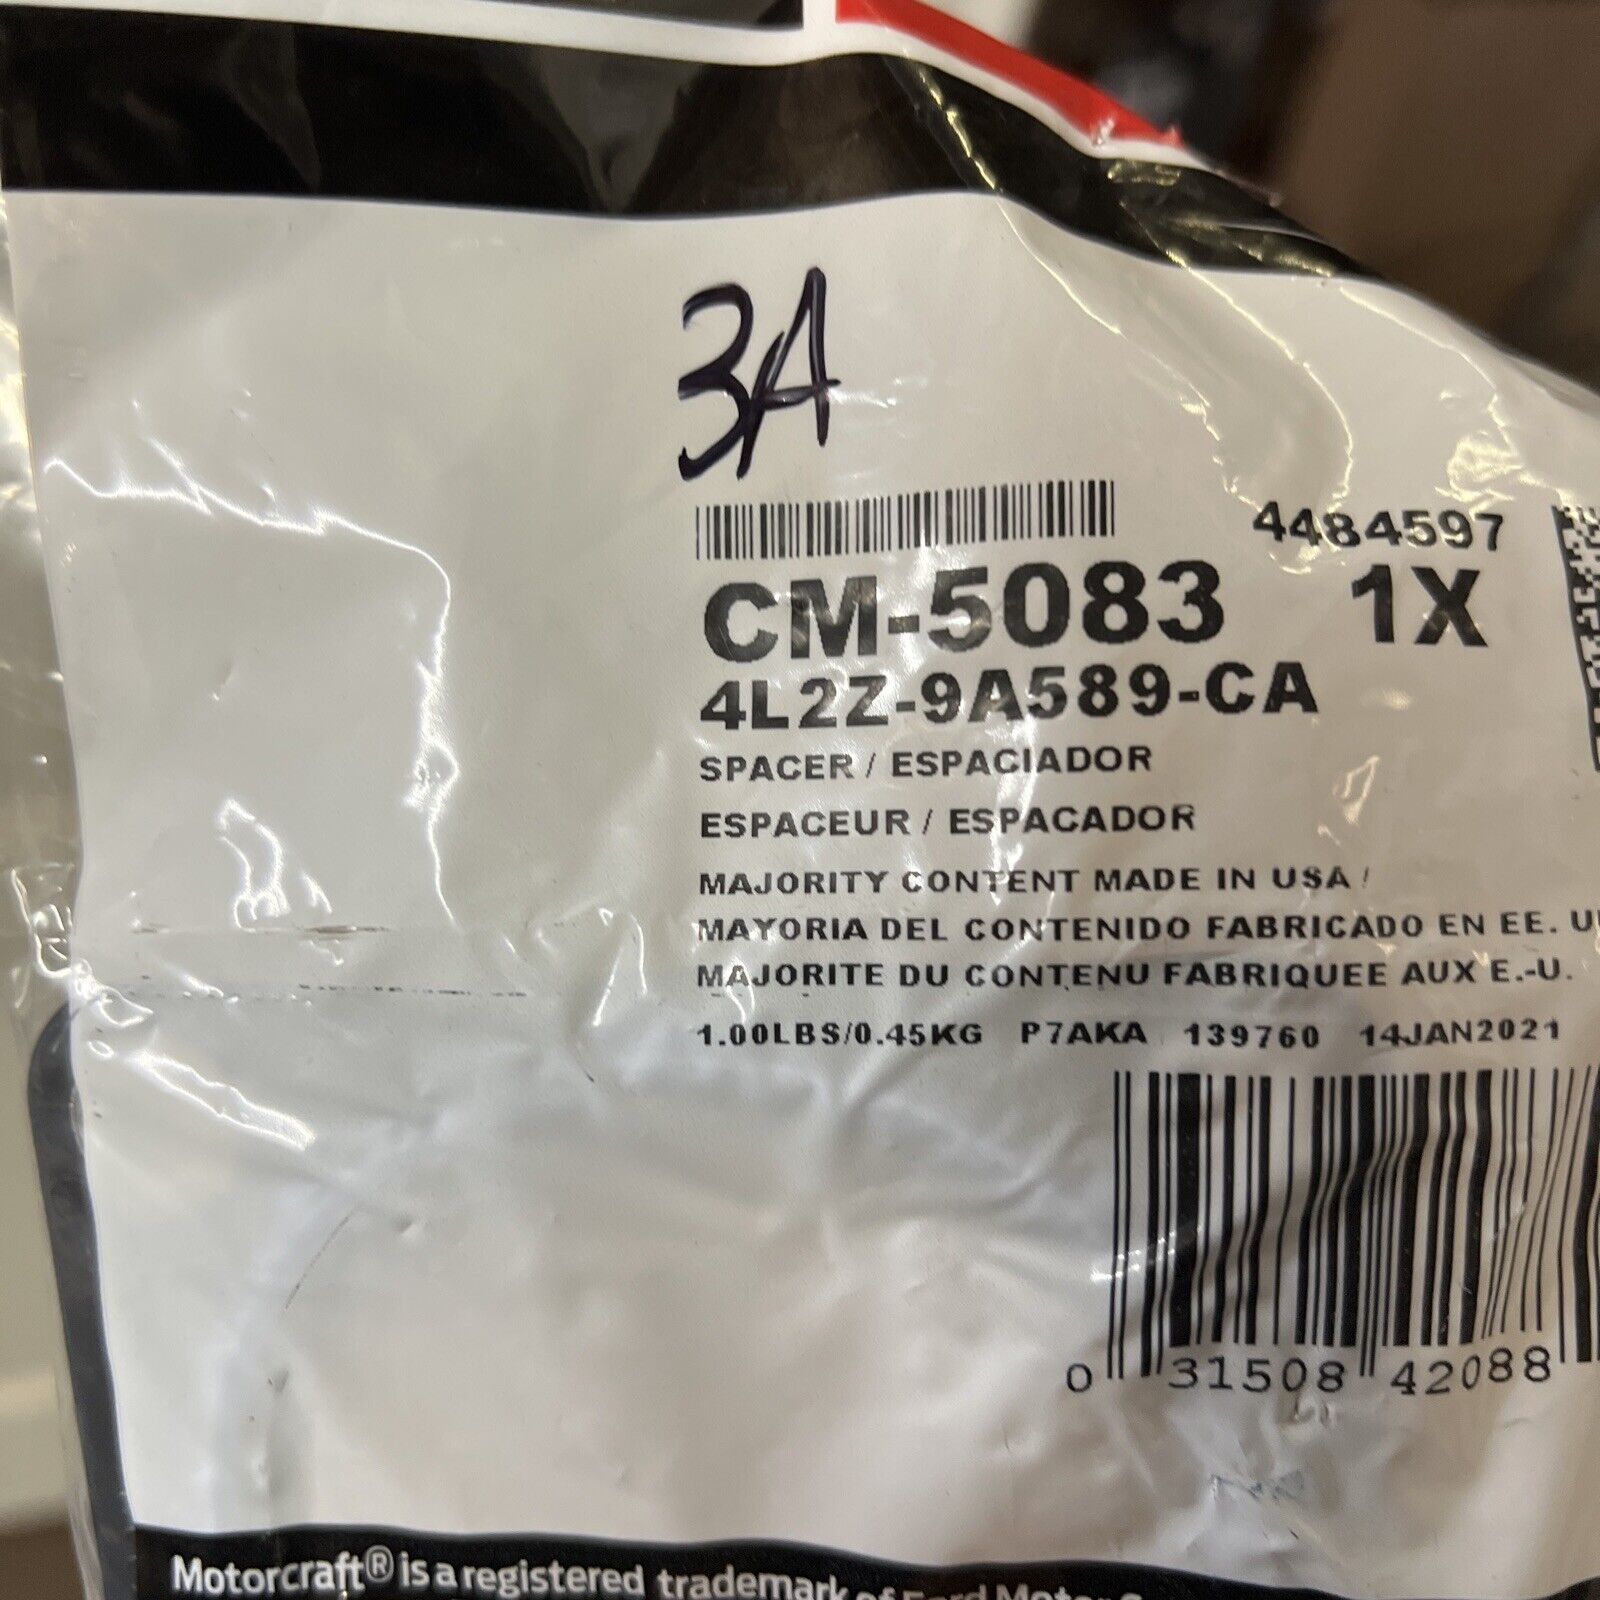 3A
4484597
CM-5083 1X
4L2Z-9A589-CA
SPACER / ESPACIADOR
ESPACEUR / ESPACADOR
MAJORITY CONTENT MADE IN USA /
MAYORIA DEL CONTENIDO FABRICADO EN EE.
MAJORITE DU CONTENU FABRIQUEE AUX E.-U.
1.00LBS/0.45KG P7AKA 139760 14JAN2021
0 31508 42088
Motorcraft® is a registered trademark of Ford Motor